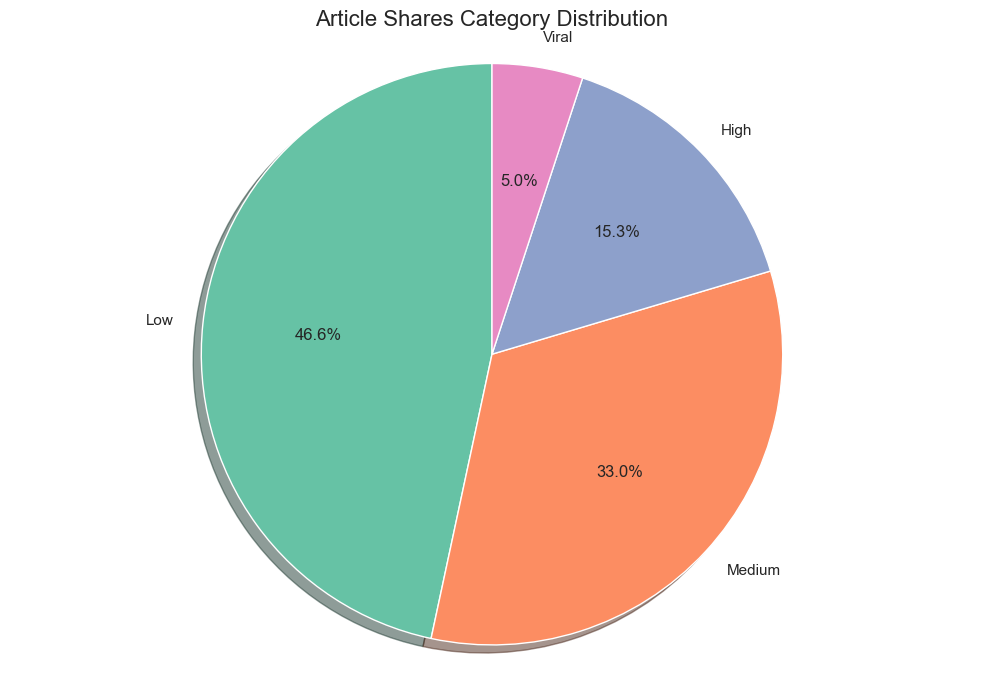 Article Shares Category Distribution
Viral
High
5.0%
15.3%
Low
46.6%
33.0%
Medium